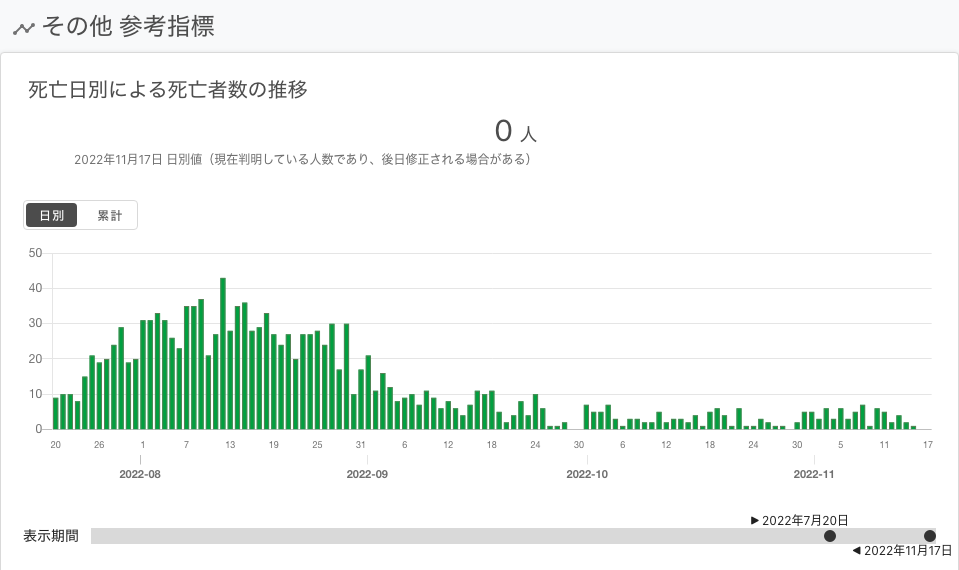 その他 参考指標
死亡日別による死亡者数の推移
0 人
2022年11月17日 日別値（現在判明している人数であり、後日修正される場合がある）
日別 累計
50
40
30
20
10
0
20 26 1 7 13 19 25 31 6 12 18 24 30 6 12 18 24 30 5 11 17
2022-08 2022-09 2022-10 2022-11
▶ 2022年7月20日
表示期間
◀ 2022年11月17日